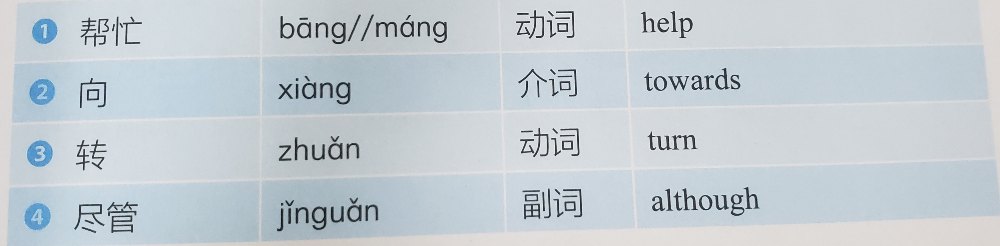 1 帮忙 bāng//máng 动词 help
2 向 xiàng 介词 towards
3 转 zhuǎn 动词 turn
4 尽管 jǐnguǎn 副词 although